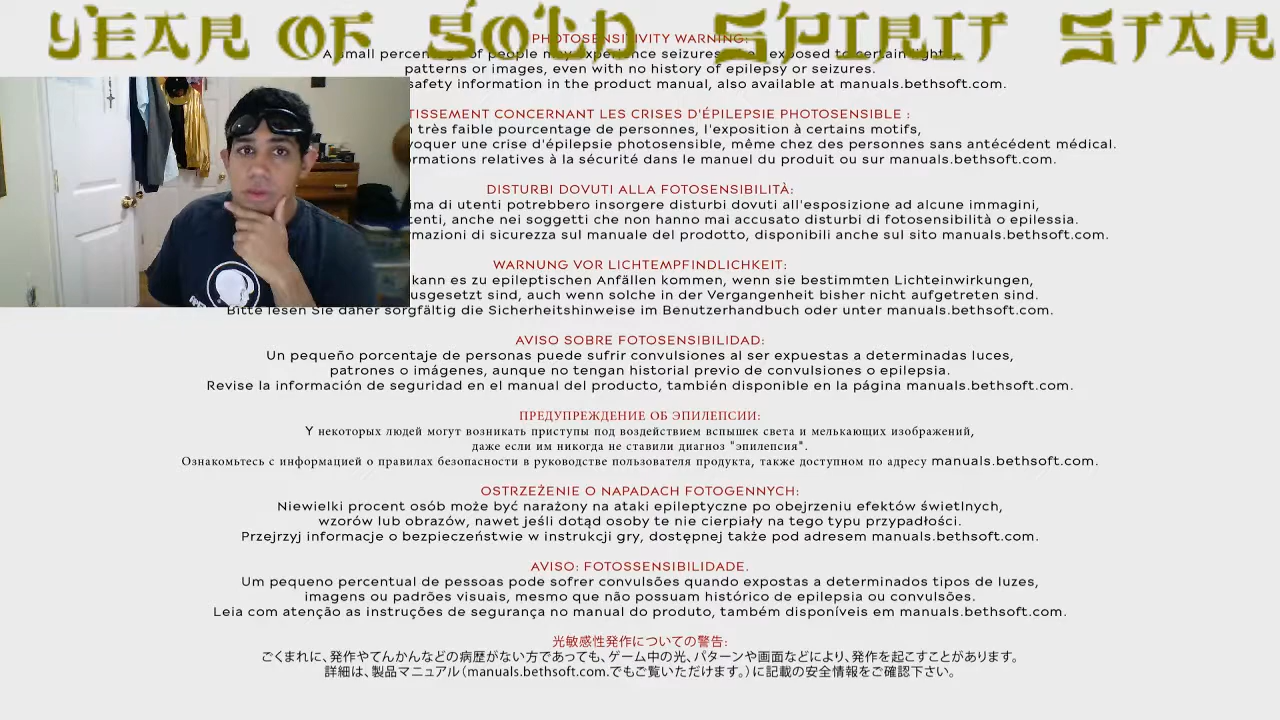 YEAR OF GOLD SPIRIT STAR
PHOTOSENSITIVITY WARNING:
A small percentage of people may experience seizures when exposed to certain lights,
patterns or images, even with no history of epilepsy or seizures.
safety information in the product manual, also available at manuals.bethsoft.com.
TISSEMENT CONCERNANT LES CRISES D'ÉPILEPSIE PHOTOSENSIBLE :
très faible pourcentage de personnes, l'exposition à certains motifs,
voquer une crise d'épilepsie photosensible, même chez des personnes sans antécédent médical.
ormations relatives à la sécurité dans le manuel du produit ou sur manuals.bethsoft.com.
DISTURBI DOVUTI ALLA FOTOSENSIBILITÀ:
ima di utenti potrebbero insorgere disturbi dovuti all'esposizione ad alcune immagini,
tenti, anche nei soggetti che non hanno mai accusato disturbi di fotosensibilità o epilessia.
rmazioni di sicurezza sul manuale del prodotto, disponibili anche sul sito manuals.bethsoft.com.
WARNUNG VOR LICHTEMPFINDLICHKEIT:
kann es zu epileptischen Anfällen kommen, wenn sie bestimmten Lichteinwirkungen,
usgesetzt sind, auch wenn solche in der Vergangenheit bisher nicht aufgetreten sind.
Bitte lesen Sie daher sorgfältig die Sicherheitshinweise im Benutzerhandbuch oder unter manuals.bethsoft.com.
AVISO SOBRE FOTOSENSIBILIDAD:
Un pequeño porcentaje de personas puede sufrir convulsiones al ser expuestas a determinadas luces,
patrones o imágenes, aunque no tengan historial previo de convulsiones o epilepsia.
Revise la información de seguridad en el manual del producto, también disponible en la página manuals.bethsoft.com.
ПРЕДУПРЕЖДЕНИЕ ОБ ЭПИЛЕПСИИ:
У некоторых людей могут возникать приступы под воздействием вспышек света и мелькающих изображений,
даже если им никогда не ставили диагноз "эпилепсия".
Ознакомьтесь с информацией о правилах безопасности в руководстве пользователя продукта, также доступном по адресу manuals.bethsoft.com.
OSTRZEŻENIE O NAPADACH FOTOGENNYCH:
Niewielki procent osób może być narażony na ataki epileptyczne po obejrzeniu efektów świetlnych,
wzorów lub obrazów, nawet jeśli dotąd osoby te nie cierpiały na tego typu przypadłości.
Przejrzyj informacje o bezpieczeństwie w instrukcji gry, dostępnej także pod adresem manuals.bethsoft.com.
AVISO: FOTOSSENSIBILIDADE.
Um pequeno percentual de pessoas pode sofrer convulsões quando expostas a determinados tipos de luzes,
imagens ou padrões visuais, mesmo que não possuam histórico de epilepsia ou convulsões.
Leia com atenção as instruções de segurança no manual do produto, também disponíveis em manuals.bethsoft.com.
光敏感性発作についての警告:
ごくまれに、発作やてんかんなどの病歴がない方であっても、ゲーム中の光、パターンや画面などにより、発作を起こすことがあります。
詳細は、製品マニュアル（manuals.bethsoft.com.でもご覧いただけます。）に記載の安全情報をご確認下さい。